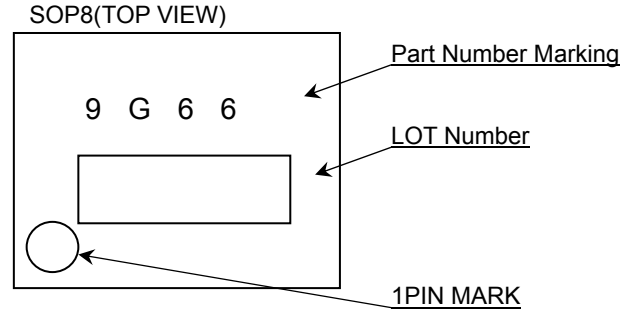 SOP8(TOP VIEW)
Part Number Marking
9 G 6 6
LOT Number
1PIN MARK